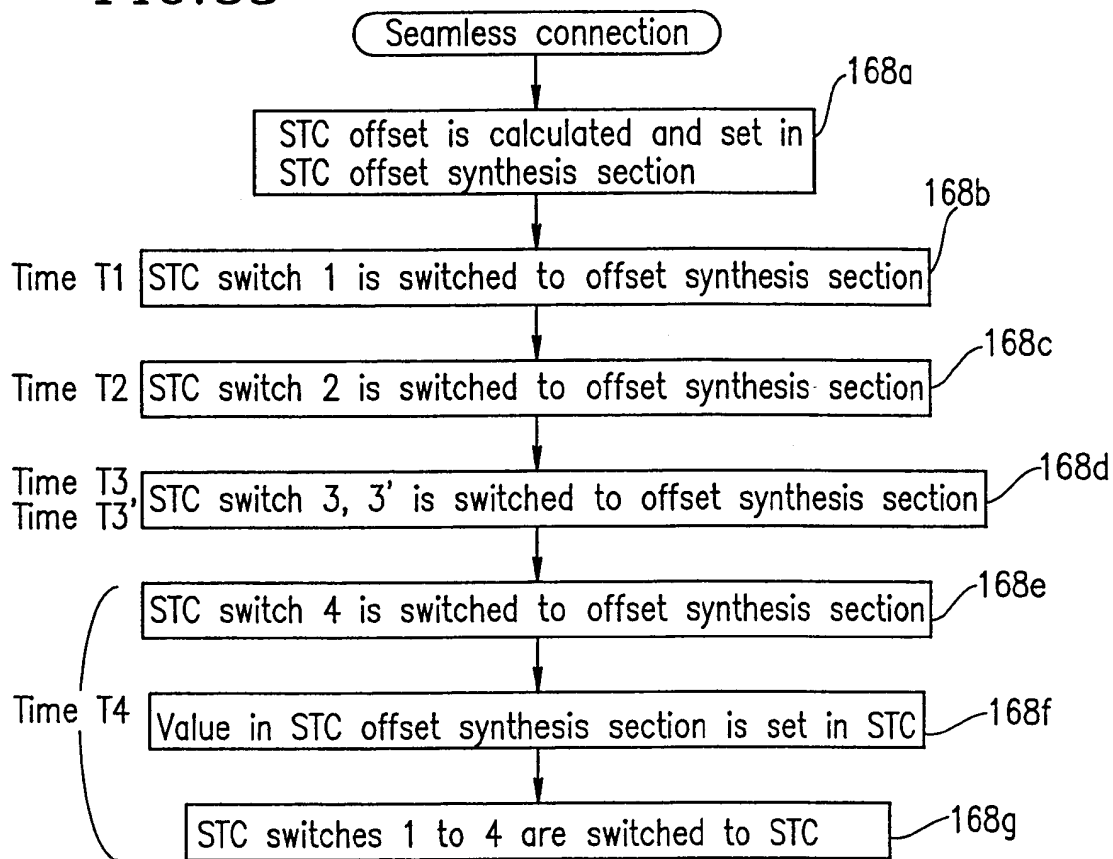 Seamless connection
168a
STC offset is calculated and set in
STC offset synthesis section
168b
Time T1
STC switch 1 is switched to offset synthesis section
168c
Time T2
STC switch 2 is switched to offset synthesis section
168d
Time T3,
Time T3'
STC switch 3, 3' is switched to offset synthesis section
168e
STC switch 4 is switched to offset synthesis section
Time T4
168f
Value in STC offset synthesis section is set in STC
168g
STC switches 1 to 4 are switched to STC